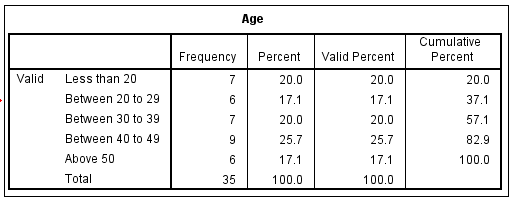 Age
Frequency Percent Valid Percent Cumulative Percent
Valid Less than 20 7 20.0 20.0 20.0
Between 20 to 29 6 17.1 17.1 37.1
Between 30 to 39 7 20.0 20.0 57.1
Between 40 to 49 9 25.7 25.7 82.9
Above 50 6 17.1 17.1 100.0
Total 35 100.0 100.0